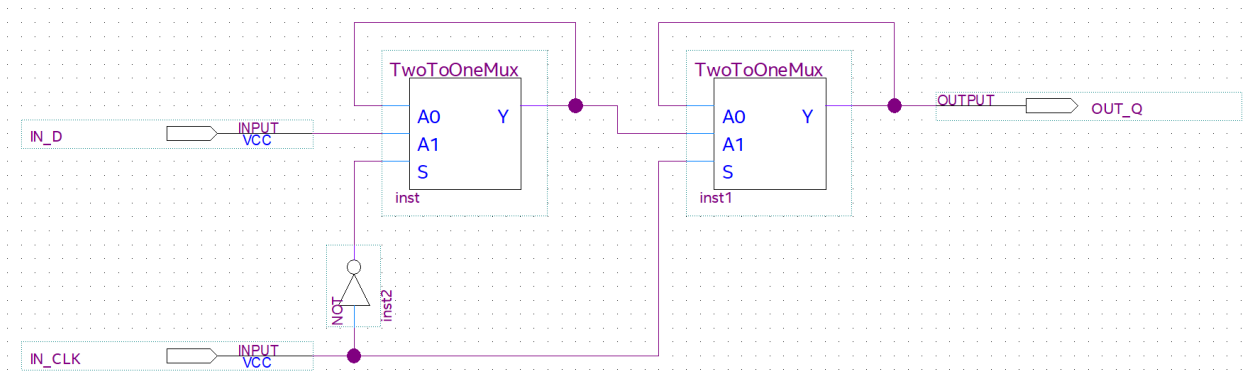 TwoToOneMux
A0
Y
A1
S
inst
TwoToOneMux
A0
Y
A1
S
inst1
OUTPUT
OUT_Q
IN_D
INPUT
VCC
NOT
inst2
IN_CLK
INPUT
VCC